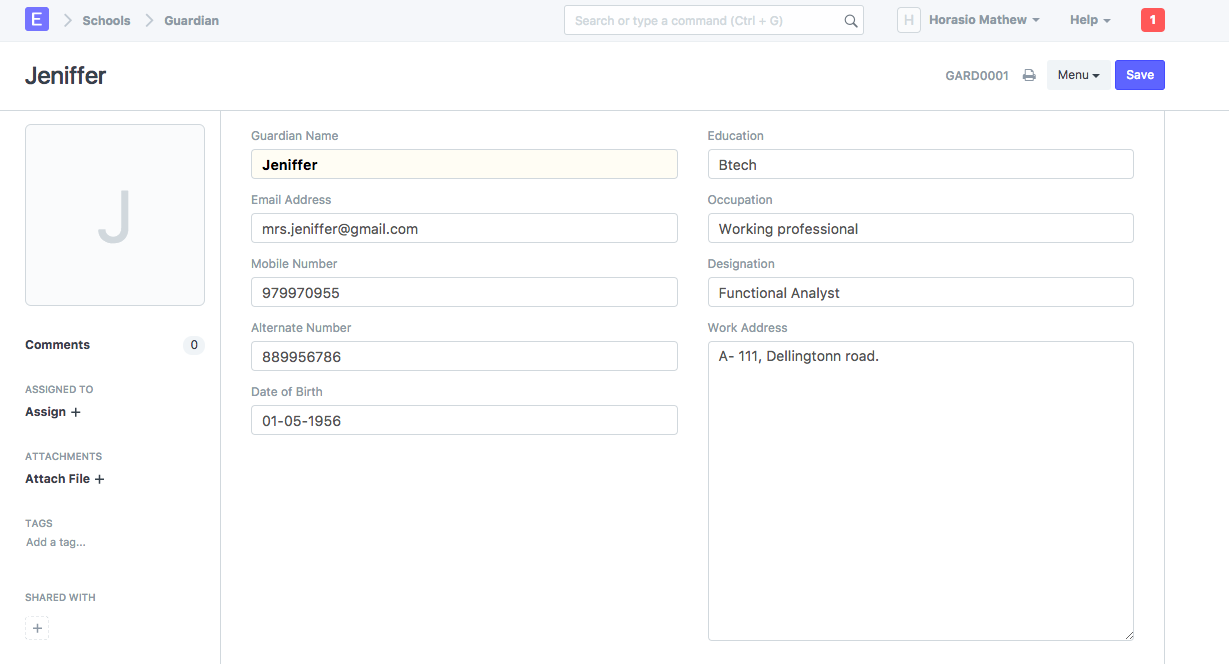 E Schools Guardian Search or type a command (Ctrl + G) H Horasio Mathew Help 1
Jeniffer GARD0001 Menu Save
J
Comments 0
ASSIGNED TO
Assign +
ATTACHMENTS
Attach File +
TAGS
Add a tag...
SHARED WITH
+
Guardian Name
Jeniffer
Email Address
mrs.jeniffer@gmail.com
Mobile Number
979970955
Alternate Number
889956786
Date of Birth
01-05-1956
Education
Btech
Occupation
Working professional
Designation
Functional Analyst
Work Address
A- 111, Dellingtonn road.